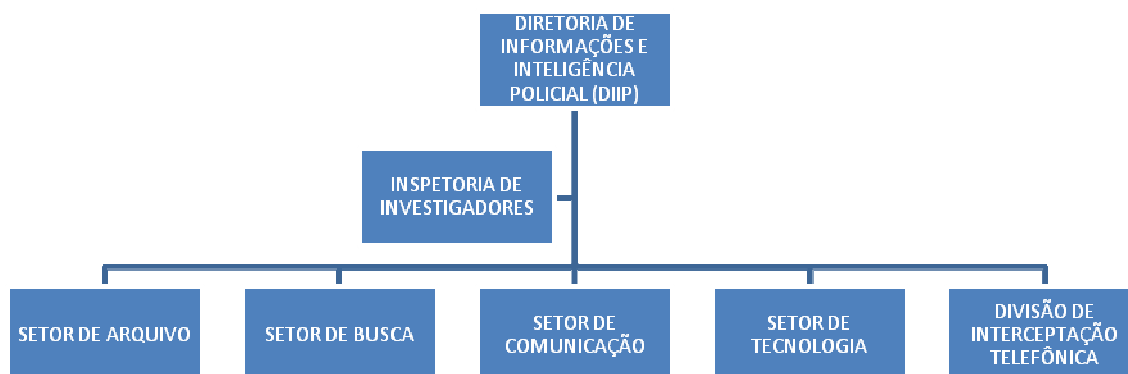 DIRETORIA DE
INFORMAÇÕES E
INTELIGÊNCIA
POLICIAL (DIIP)
INSPETORIA DE
INVESTIGADORES
SETOR DE ARQUIVO
SETOR DE BUSCA
SETOR DE
COMUNICAÇÃO
SETOR DE
TECNOLOGIA
DIVISÃO DE
INTERCEPTAÇÃO
TELEFÔNICA